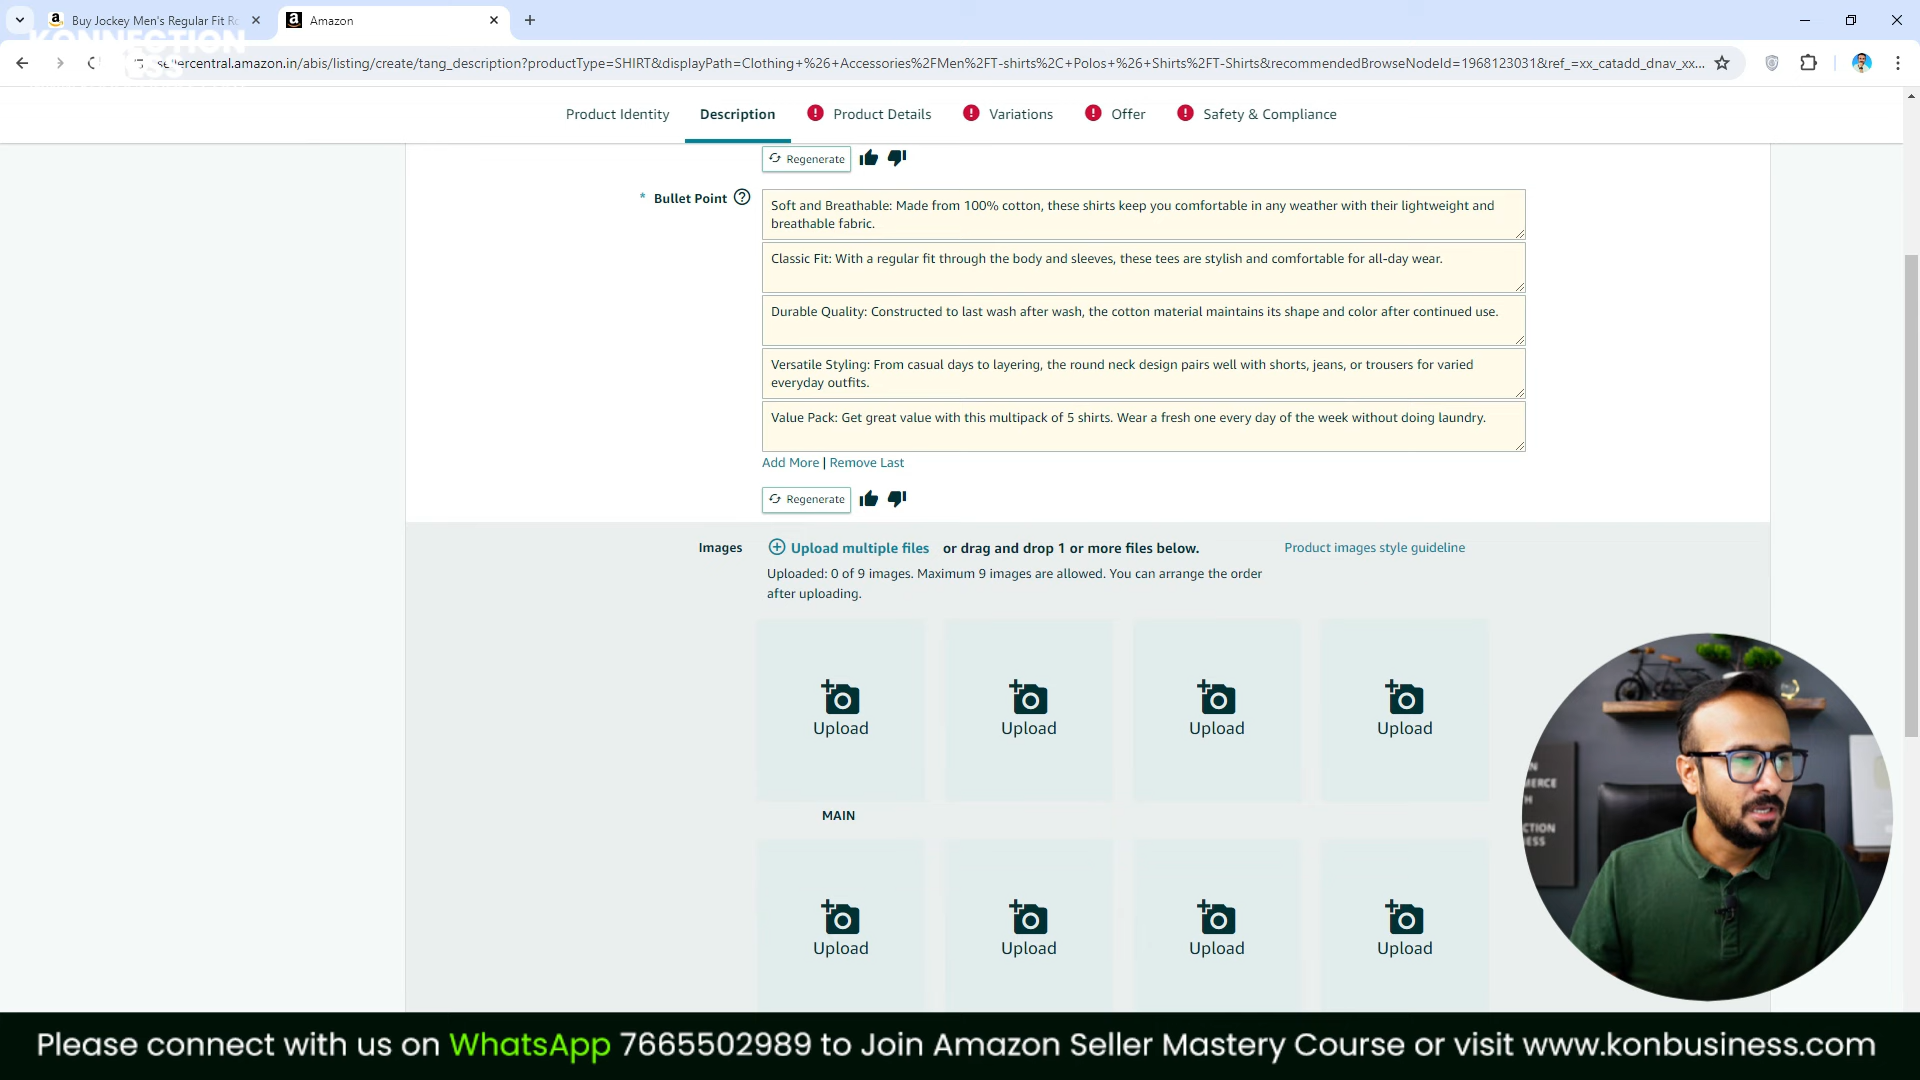 Buy Jockey Men's Regular Fit Ro
Amazon
KONNECTION
sellercentral.amazon.in/abis/listing/create/tang_description?productType=SHIRT&displayPath=Clothing+%26+Accessories%2FMen%2FT-shirts%2C+Polos+%26+Shirts%2FT-Shirts&recommendedBrowseNodeId=1968123031&ref_=xx_catadd_dnav_xx...
Product Identity
Description
Product Details
Variations
Offer
Safety & Compliance
Regenerate
* Bullet Point
Soft and Breathable: Made from 100% cotton, these shirts keep you comfortable in any weather with their lightweight and
breathable fabric.
Classic Fit: With a regular fit through the body and sleeves, these tees are stylish and comfortable for all-day wear.
Durable Quality: Constructed to last wash after wash, the cotton material maintains its shape and color after continued use.
Versatile Styling: From casual days to layering, the round neck design pairs well with shorts, jeans, or trousers for varied
everyday outfits.
Value Pack: Get great value with this multipack of 5 shirts. Wear a fresh one every day of the week without doing laundry.
Add More | Remove Last
Regenerate
Images
Upload multiple files or drag and drop 1 or more files below.
Product images style guideline
Uploaded: 0 of 9 images. Maximum 9 images are allowed. You can arrange the order
after uploading.
Upload
Upload
Upload
Upload
MAIN
Upload
Upload
Upload
Upload
Please connect with us on WhatsApp 7665502989 to Join Amazon Seller Mastery Course or visit www.konbusiness.com